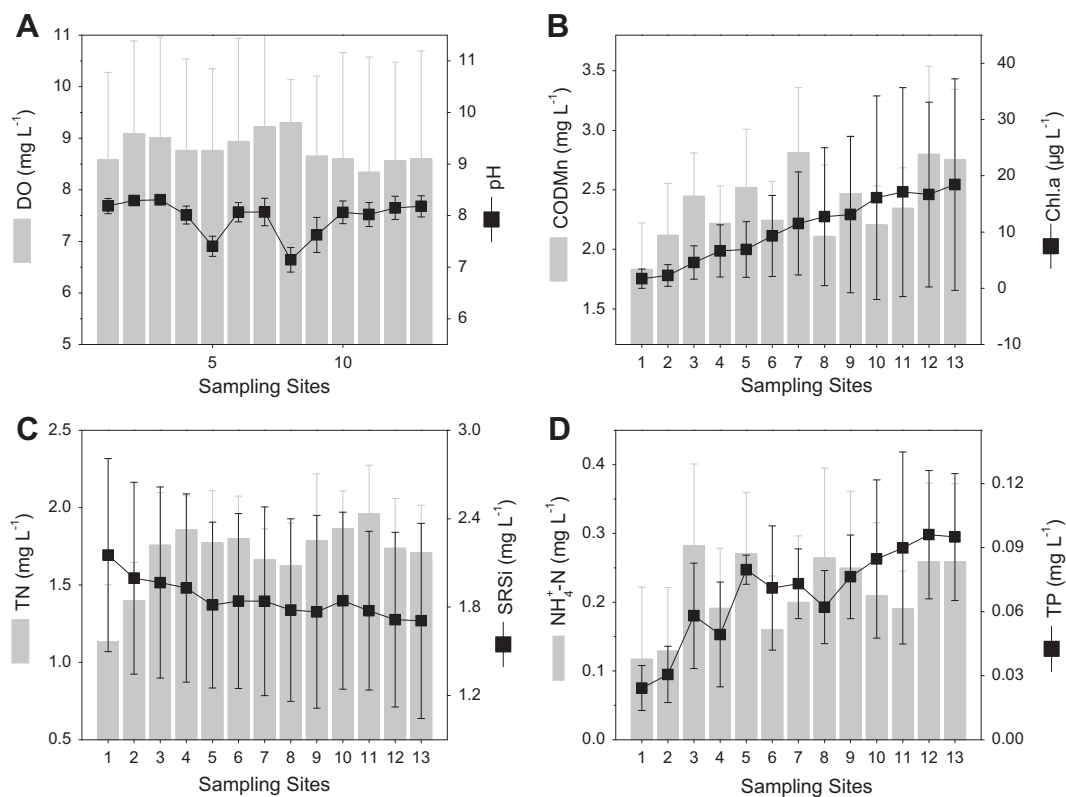 A
DO (mg L⁻¹)
11
10
9
8
7
6
5
11
10
9
8
7
6
pH
5 10
Sampling Sites
B
CODMn (mg L⁻¹)
3.5
3.0
2.5
2.0
1.5
40
30
20
10
0
-10
Chl.a (µg L⁻¹)
1 2 3 4 5 6 7 8 9 10 11 12 13
Sampling Sites
C
TN (mg L⁻¹)
2.5
2.0
1.5
1.0
0.5
3.0
2.4
1.8
1.2
SRSi (mg L⁻¹)
1 2 3 4 5 6 7 8 9 10 11 12 13
Sampling Sites
D
NH₄⁺-N (mg L⁻¹)
0.4
0.3
0.2
0.1
0.0
0.12
0.09
0.06
0.03
0.00
TP (mg L⁻¹)
1 2 3 4 5 6 7 8 9 10 11 12 13
Sampling Sites